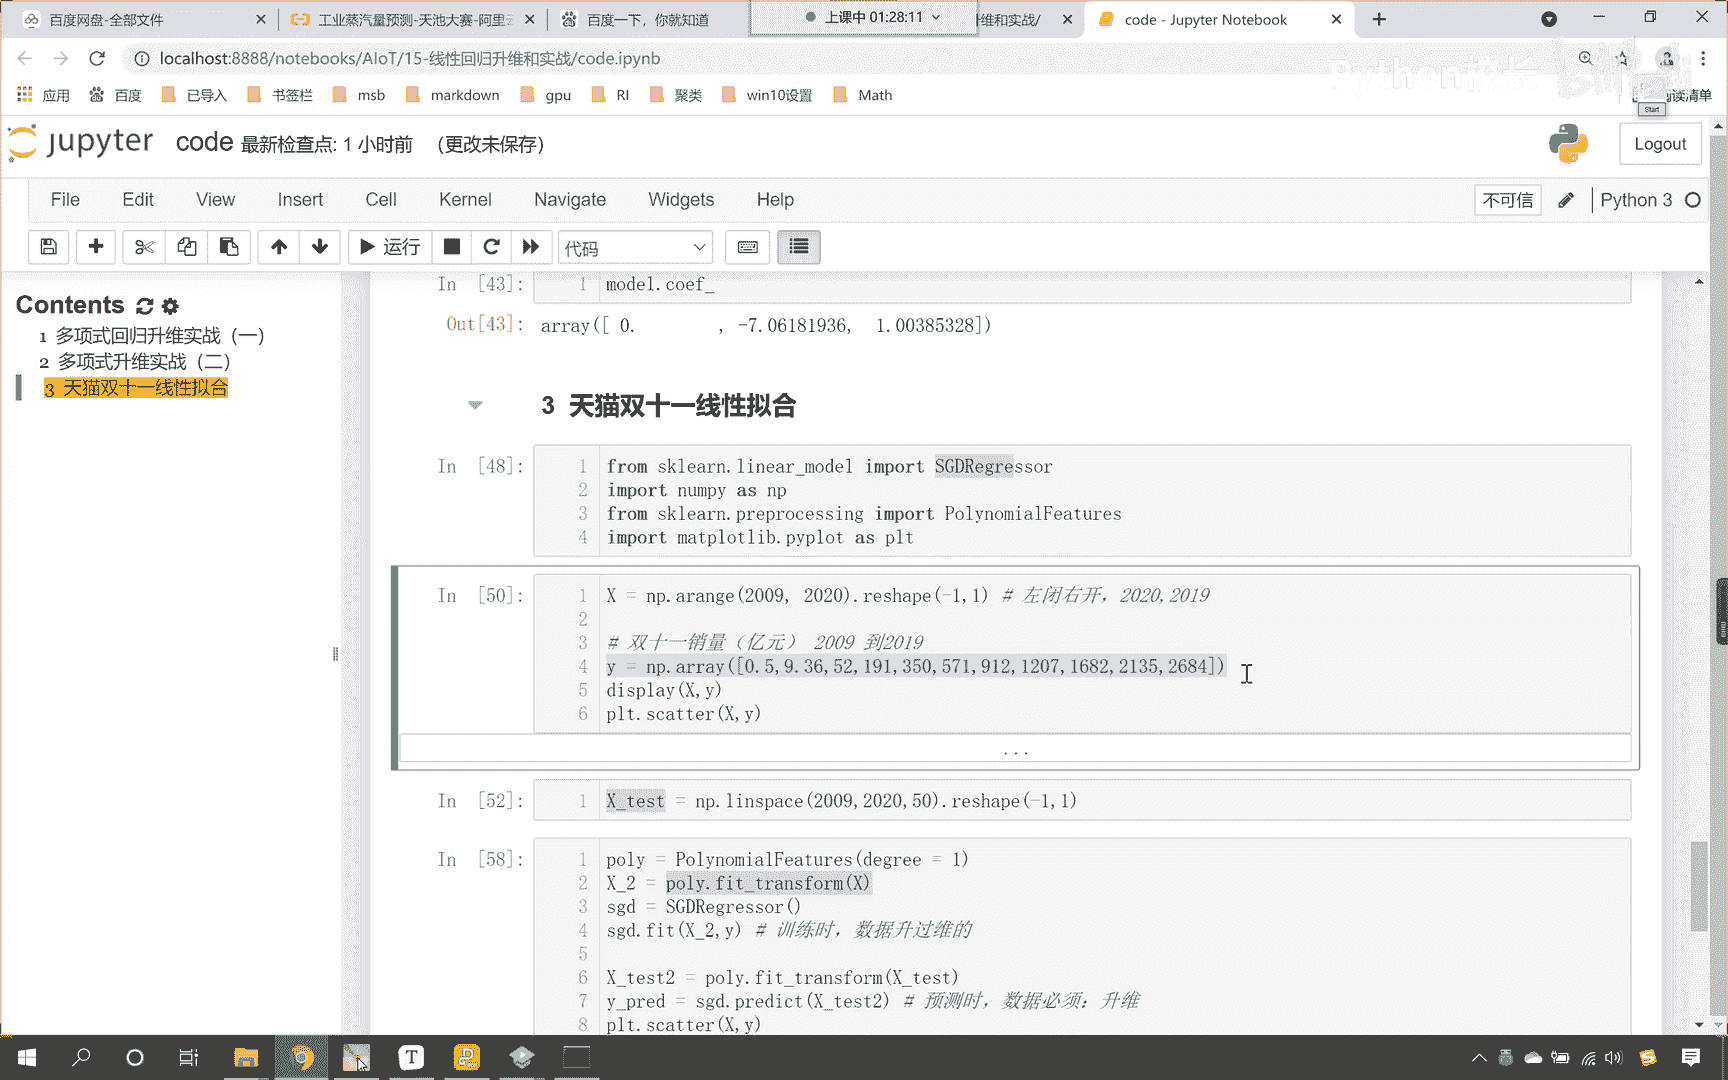 百度网盘-全部文件
工业蒸汽量预测-天池大赛-阿里云
百度一下，你就知道
上课中 01:28:11
维和实战/
code - Jupyter Notebook
localhost:8888/notebooks/AIoT/15-线性回归升维和实战/code.ipynb
Python校长
应用 百度 已导入 书签栏 msb markdown gpu RI 聚类 win10设置 Math 阅读清单
Start
jupyter code 最新检查点: 1 小时前 (更改未保存)
Logout
File Edit View Insert Cell Kernel Navigate Widgets Help
不可信 Python 3
运行 代码
Contents
1 多项式回归升维实战（一）
2 多项式升维实战（二）
3 天猫双十一线性拟合
In [43]: 1 model.coef_
Out[43]: array([ 0. , -7.06181936, 1.00385328])
3 天猫双十一线性拟合
In [48]: 1 from sklearn.linear_model import SGDRegressor
2 import numpy as np
3 from sklearn.preprocessing import PolynomialFeatures
4 import matplotlib.pyplot as plt
In [50]: 1 X = np.arange(2009, 2020).reshape(-1,1) # 左闭右开，2020,2019
2
3 # 双十一销量（亿元） 2009 到2019
4 y = np.array([0.5,9.36,52,191,350,571,912,1207,1682,2135,2684])
5 display(X,y)
6 plt.scatter(X,y)
...
In [52]: 1 X_test = np.linspace(2009,2020,50).reshape(-1,1)
In [58]: 1 poly = PolynomialFeatures(degree = 1)
2 X_2 = poly.fit_transform(X)
3 sgd = SGDRegressor()
4 sgd.fit(X_2,y) # 训练时，数据升过维的
5
6 X_test2 = poly.fit_transform(X_test)
7 y_pred = sgd.predict(X_test2) # 预测时，数据必须：升维
8 plt.scatter(X,y)